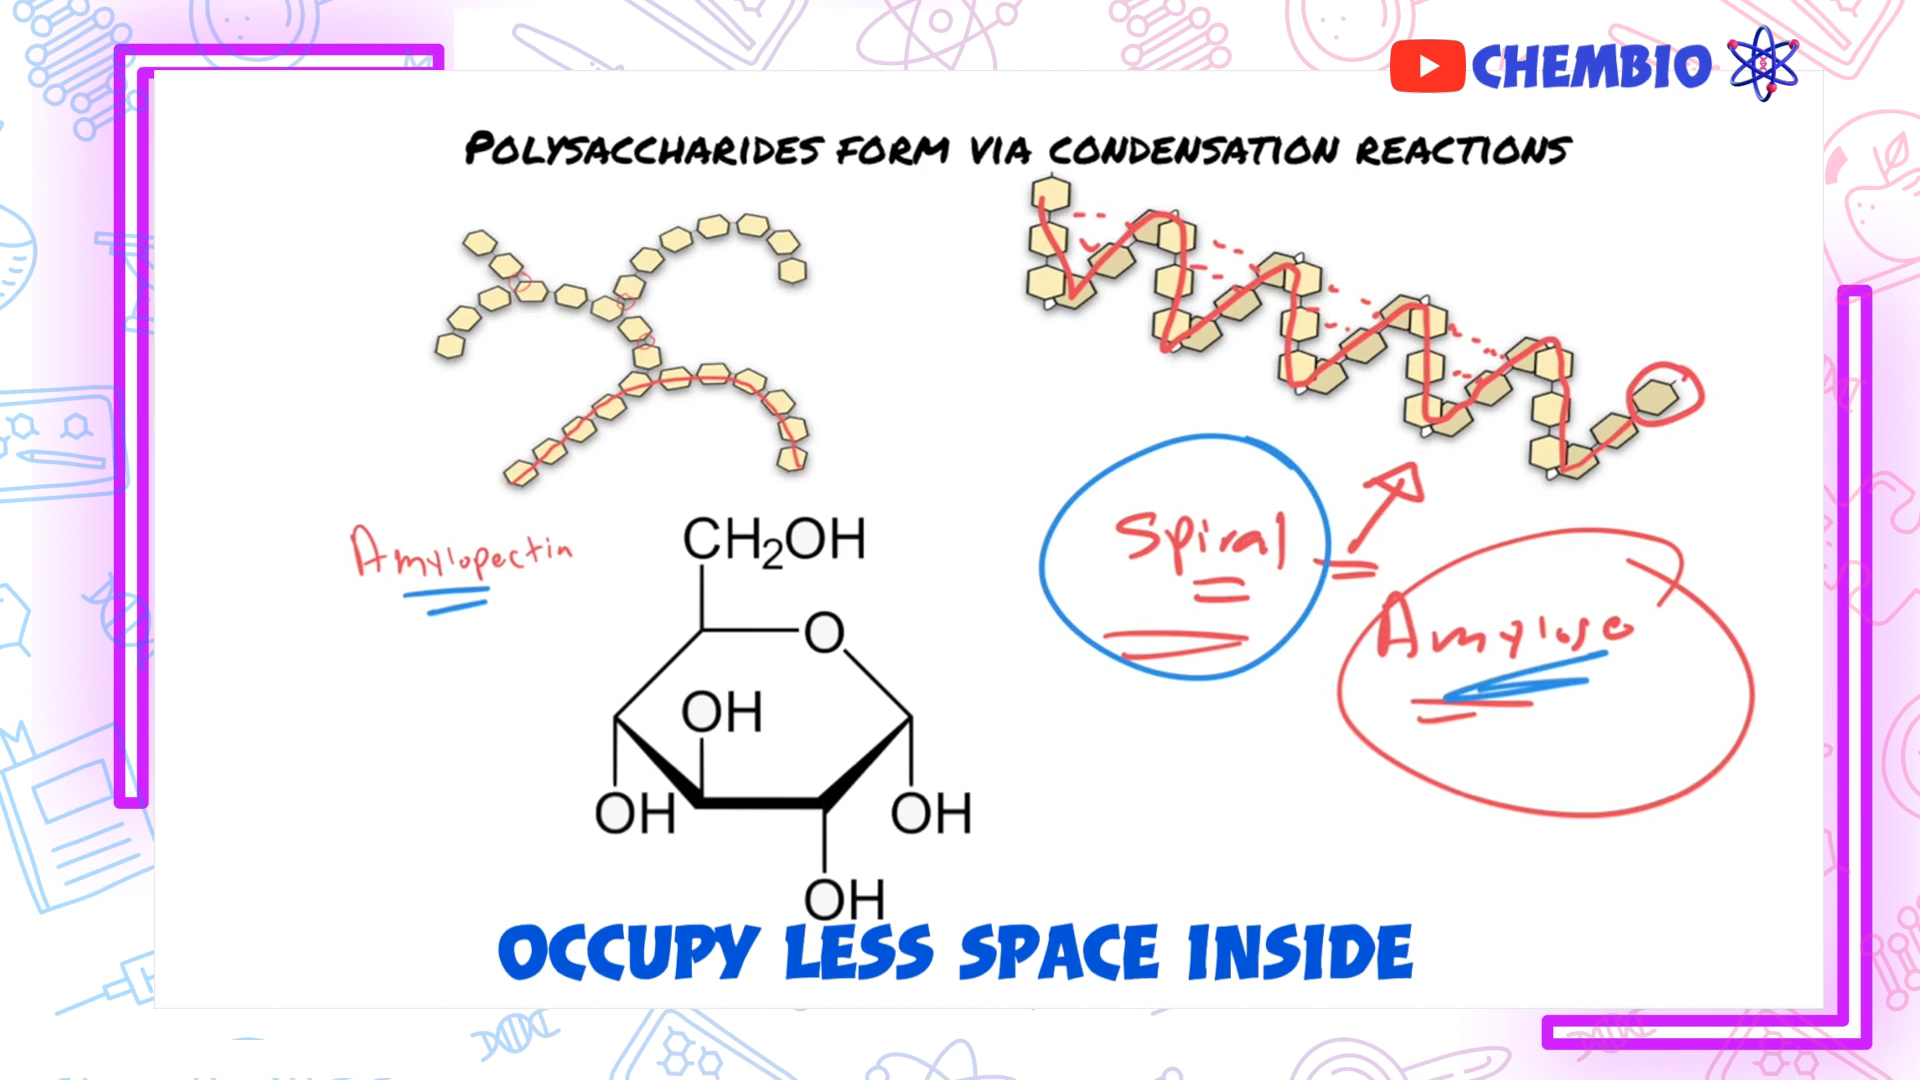 CHEMBIO
POLYSACCHARIDES FORM VIA CONDENSATION REACTIONS
Amylopectin
Spiral
Amylose
CH2OH
O
OH
OH
OH
OH
OCCUPY LESS SPACE INSIDE